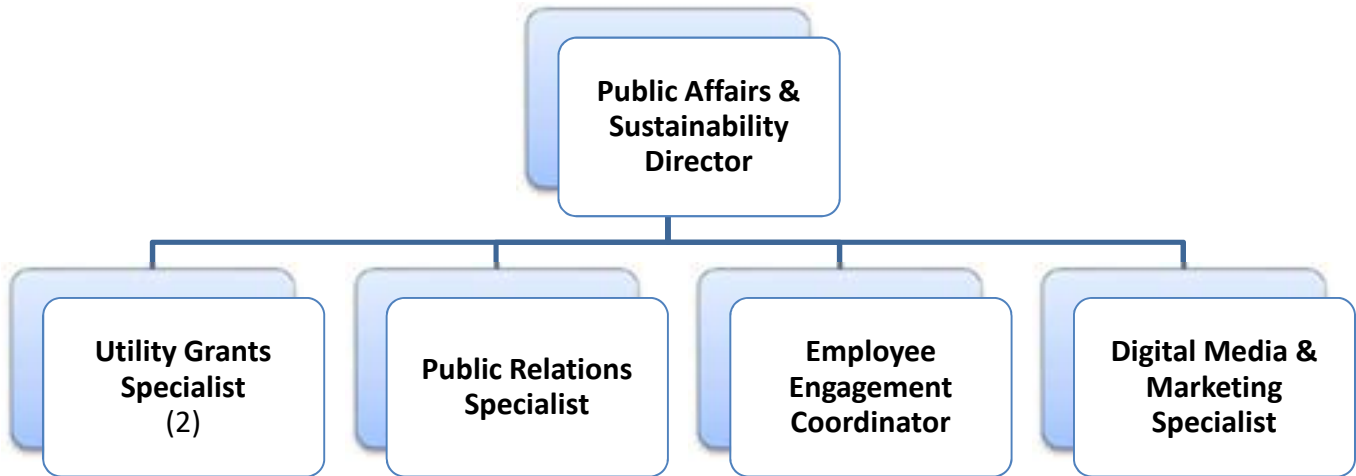 Public Affairs &
Sustainability
Director
Utility Grants
Specialist
(2)
Public Relations
Specialist
Employee
Engagement
Coordinator
Digital Media &
Marketing
Specialist